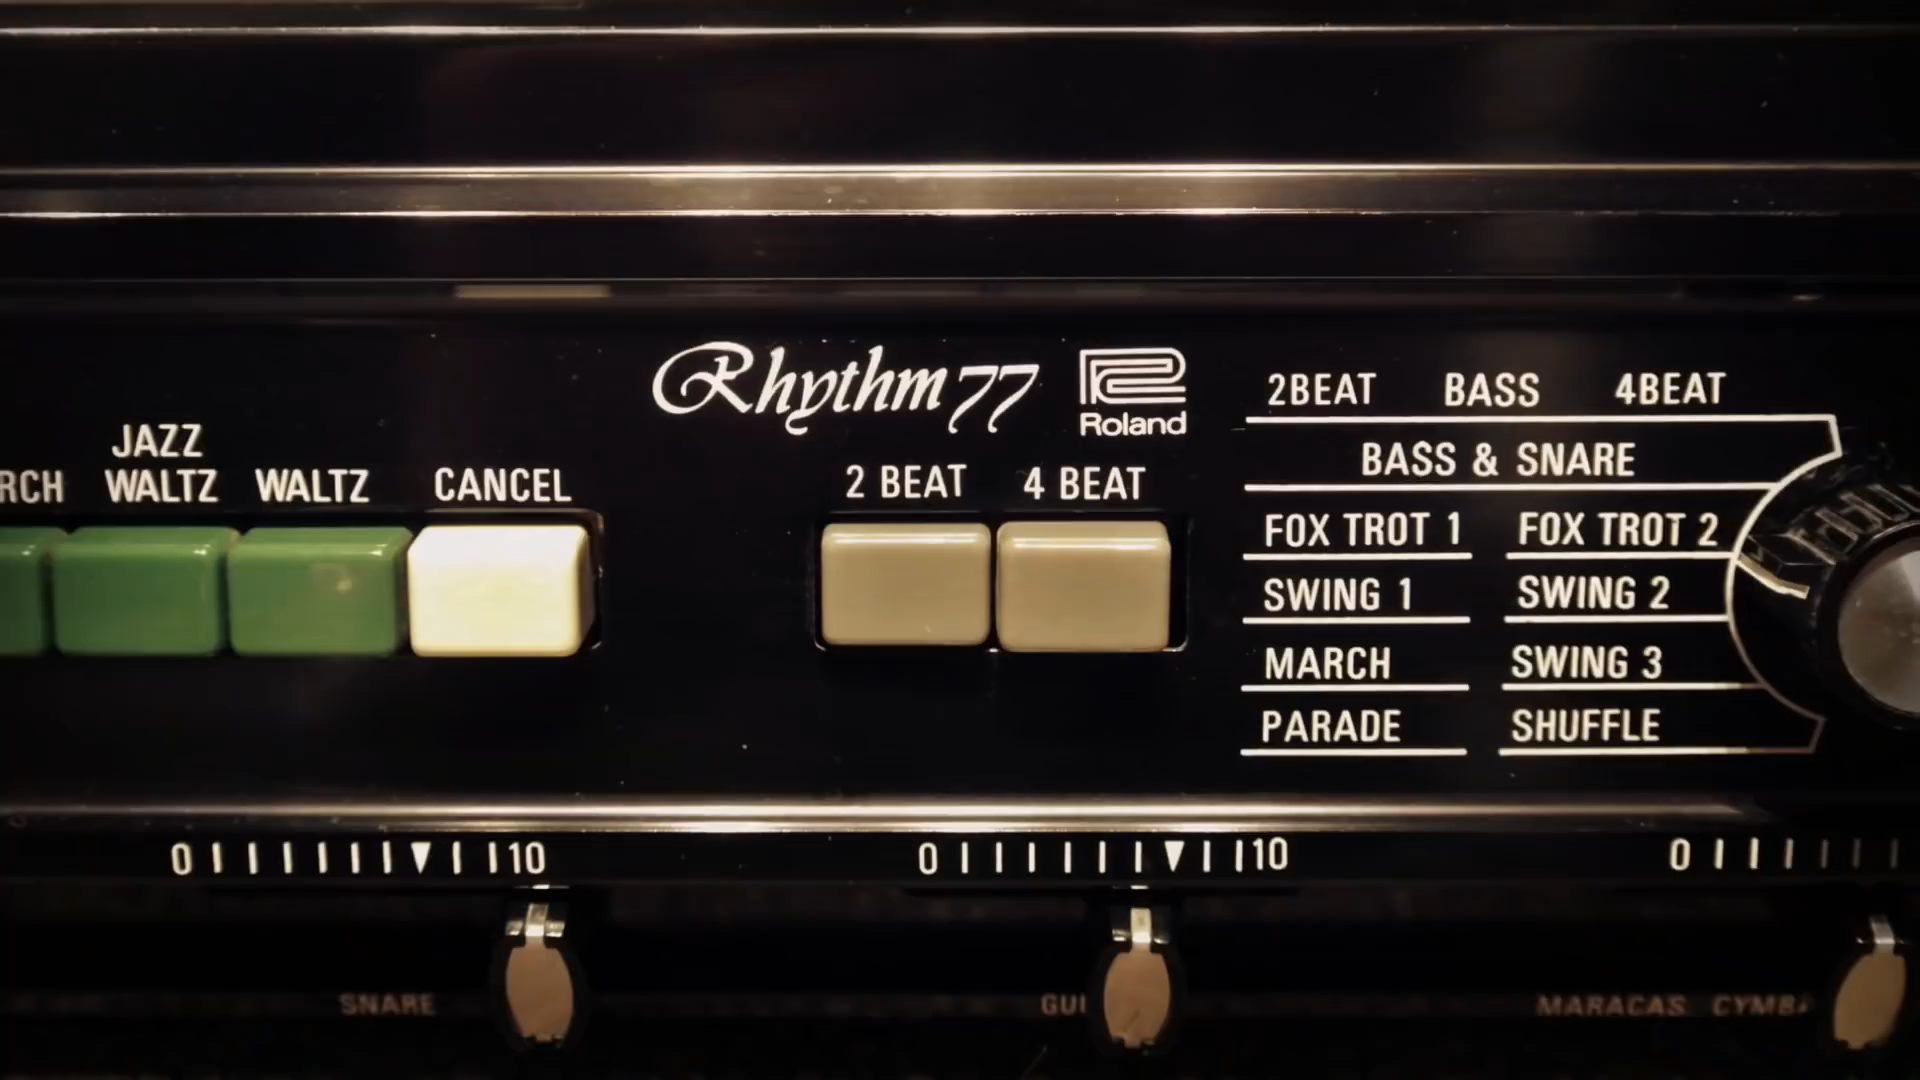 Rhythm 77
Roland
2BEAT BASS 4BEAT
BASS & SNARE
FOX TROT 1 FOX TROT 2
SWING 1 SWING 2
MARCH SWING 3
PARADE SHUFFLE
RCH JAZZ WALTZ WALTZ CANCEL
2 BEAT 4 BEAT
0 10 0 10 0
SNARE GUI MARACAS CYMBA